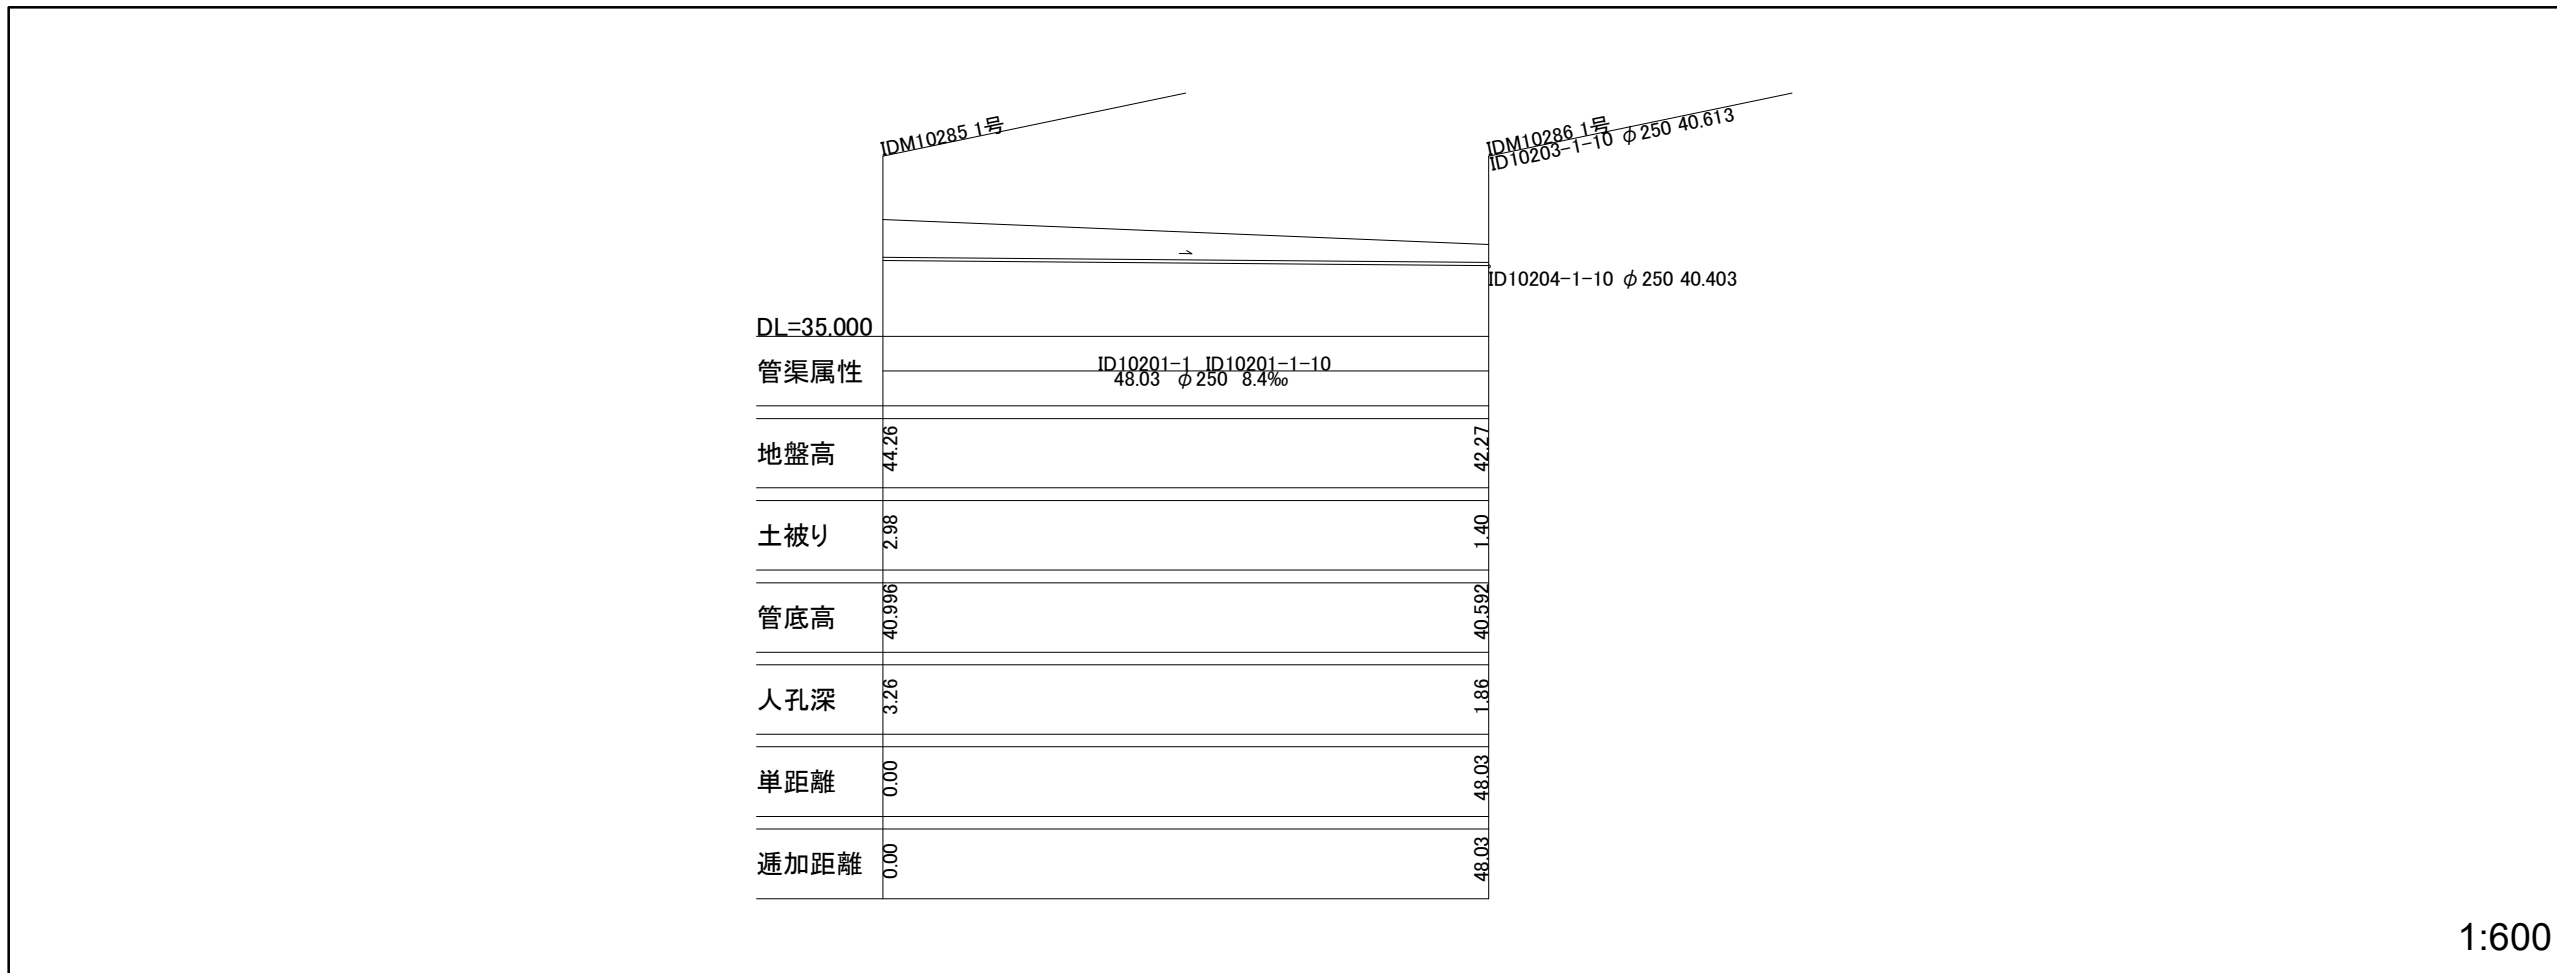 IDM10285 1号
IDM10286 1号
ID10203-1-10 φ250 40.613
ID10204-1-10 φ250 40.403
DL=35.000
管渠属性 ID10201-1 ID10201-1-10
48.03 φ250 8.4‰
地盤高 44.26 42.27
土被り 2.98 1.40
管底高 40.996 40.592
人孔深 3.26 1.86
単距離 0.00 48.03
逓加距離 0.00 48.03
1:600